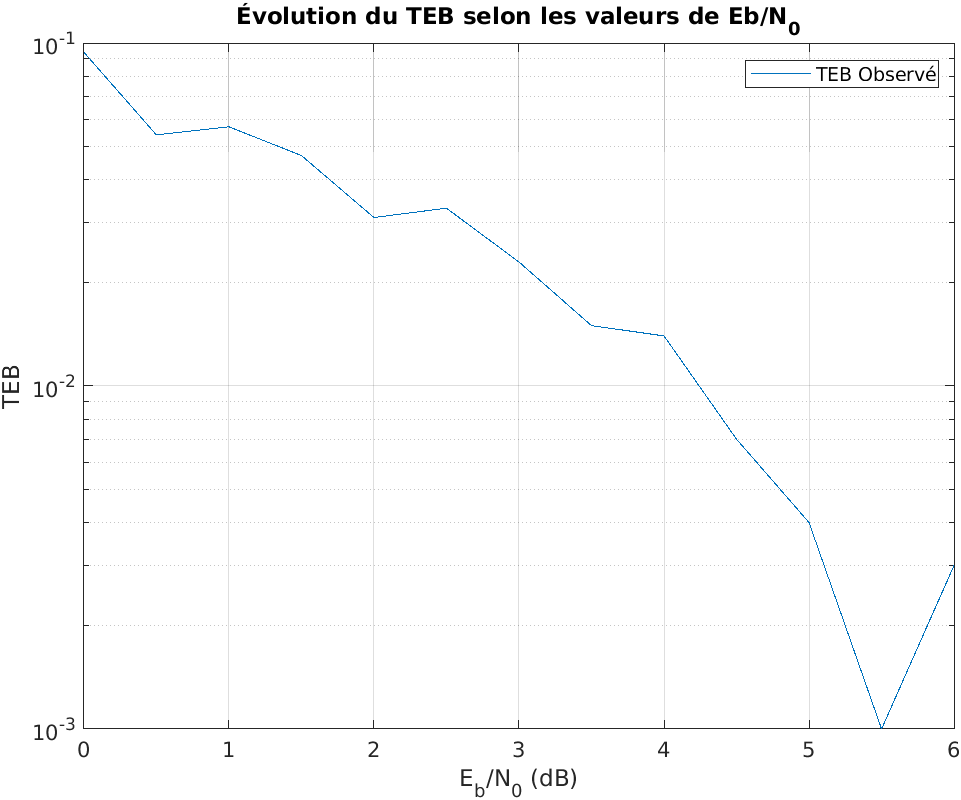 Évolution du TEB selon les valeurs de Eb/N₀
TEB Observé
10⁻¹
10⁻²
10⁻³
TEB
0 1 2 3 4 5 6
E_b/N₀ (dB)